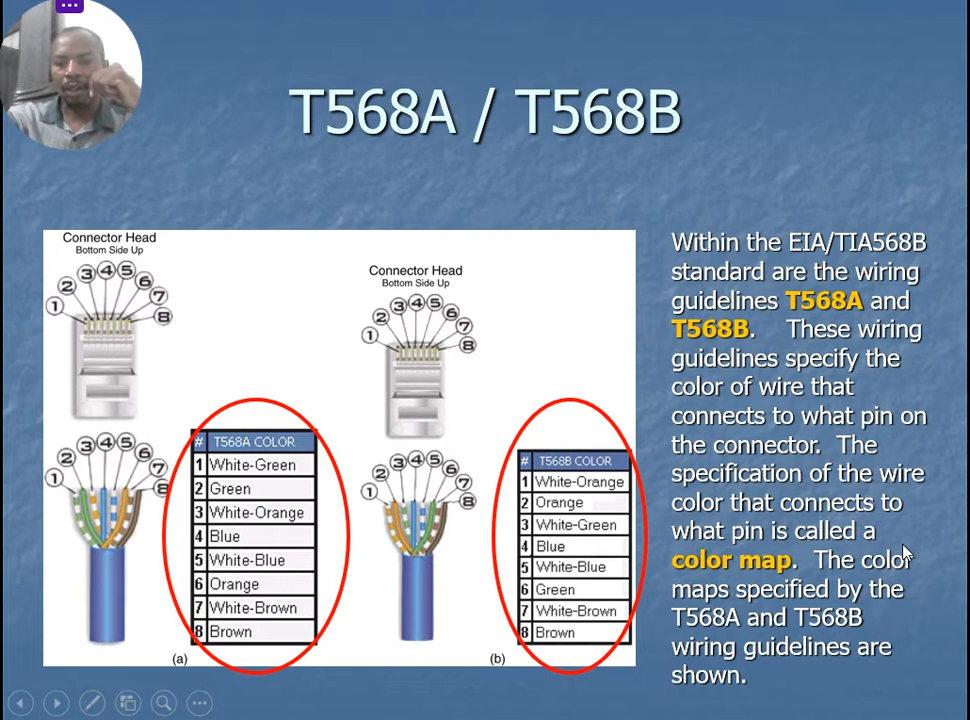 T568A / T568B
Connector Head
Bottom Side Up
1 2 3 4 5 6 7 8
1 2 3 4 5 6 7 8
# T568A COLOR
1 White-Green
2 Green
3 White-Orange
4 Blue
5 White-Blue
6 Orange
7 White-Brown
8 Brown
(a)
Connector Head
Bottom Side Up
1 2 3 4 5 6 7 8
1 2 3 4 5 6 7 8
# T568B COLOR
1 White-Orange
2 Orange
3 White-Green
4 Blue
5 White-Blue
6 Green
7 White-Brown
8 Brown
(b)
Within the EIA/TIA568B
standard are the wiring
guidelines T568A and
T568B. These wiring
guidelines specify the
color of wire that
connects to what pin on
the connector. The
specification of the wire
color that connects to
what pin is called a
color map. The color
maps specified by the
T568A and T568B
wiring guidelines are
shown.